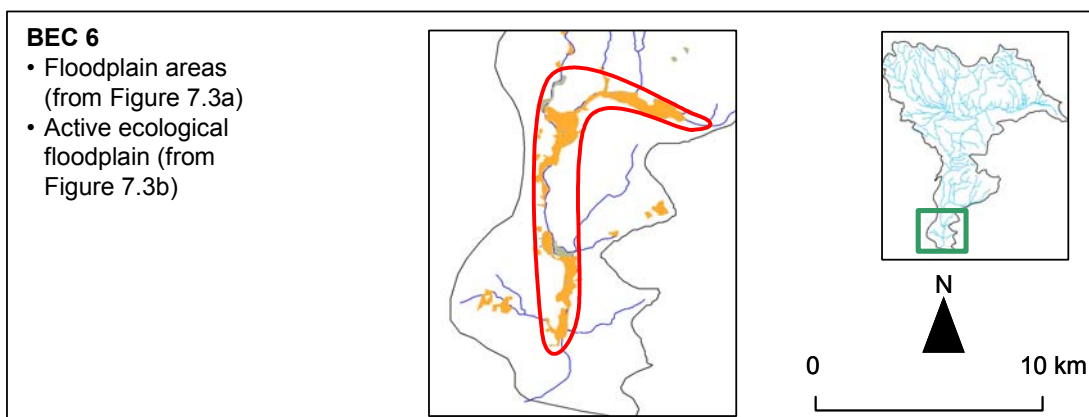 BEC 6
• Floodplain areas
(from Figure 7.3a)
• Active ecological
floodplain (from
Figure 7.3b)
N
0 10 km